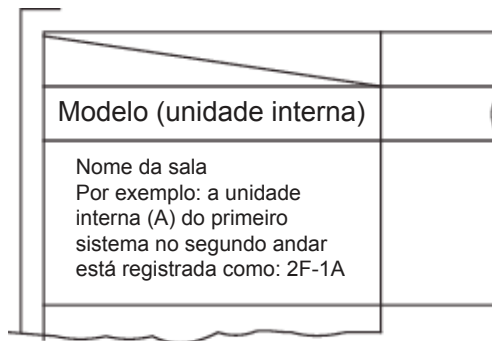 Modelo (unidade interna)
Nome da sala
Por exemplo: a unidade
interna (A) do primeiro
sistema no segundo andar
está registrada como: 2F-1A